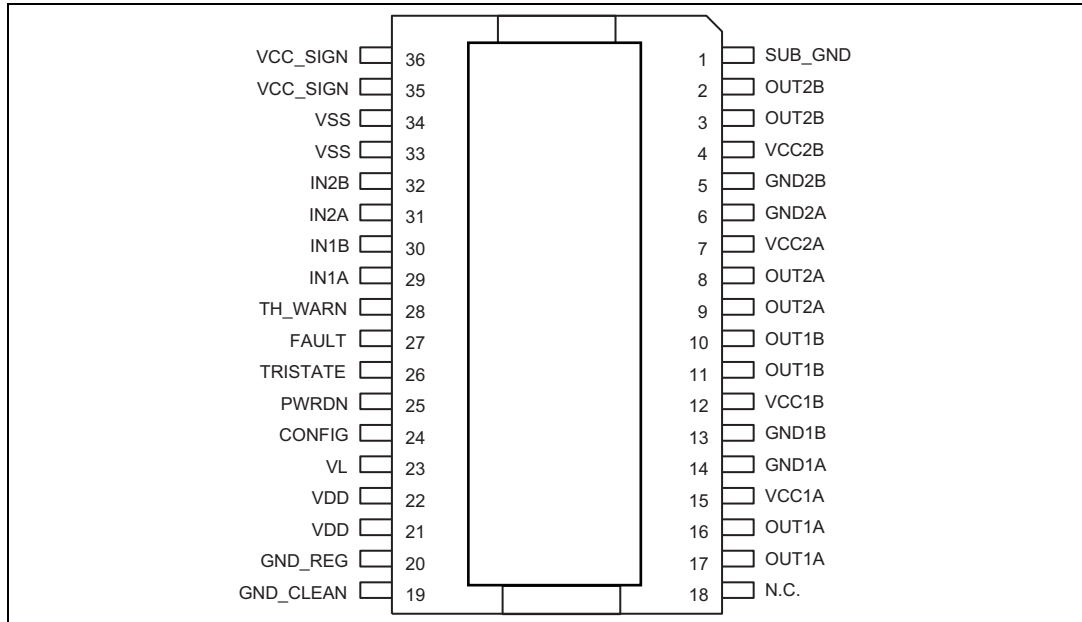 VCC_SIGN 36 1 SUB_GND
VCC_SIGN 35 2 OUT2B
VSS 34 3 OUT2B
VSS 33 4 VCC2B
IN2B 32 5 GND2B
IN2A 31 6 GND2A
IN1B 30 7 VCC2A
IN1A 29 8 OUT2A
TH_WARN 28 9 OUT2A
FAULT 27 10 OUT1B
TRISTATE 26 11 OUT1B
PWRDN 25 12 VCC1B
CONFIG 24 13 GND1B
VL 23 14 GND1A
VDD 22 15 VCC1A
VDD 21 16 OUT1A
GND_REG 20 17 OUT1A
GND_CLEAN 19 18 N.C.